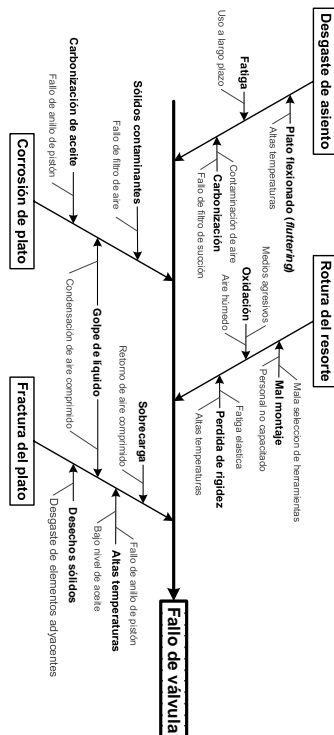 Desgaste de asiento
Rotura del resorte
Plato flexionado (fluttering)
Altas temperaturas
Fatiga
Uso a largo plazo
Contaminación de aire
Carbonización
Fallo de filtro de succión
Mala seleccion de herramientas
Mal montaje
Personal no capacitado
Medios agresivos
Oxidación
Aire húmedo
Fatiga elastica
Perdida de rigidez
Altas temperaturas
Fallo de válvula
Sólidos contaminantes
Fallo de filtro de aire
Carbonización de aceite
Fallo de anillo de pistón
Golpe de líquido
Condensación de aire comprimido
Sobrecarga
Retorno de aire comprimido
Fallo de anillo de pistón
Altas temperaturas
Bajo nivel de aceite
Desechos sólidos
Desgaste de elementos adyacentes
Corrosión de plato
Fractura del plato